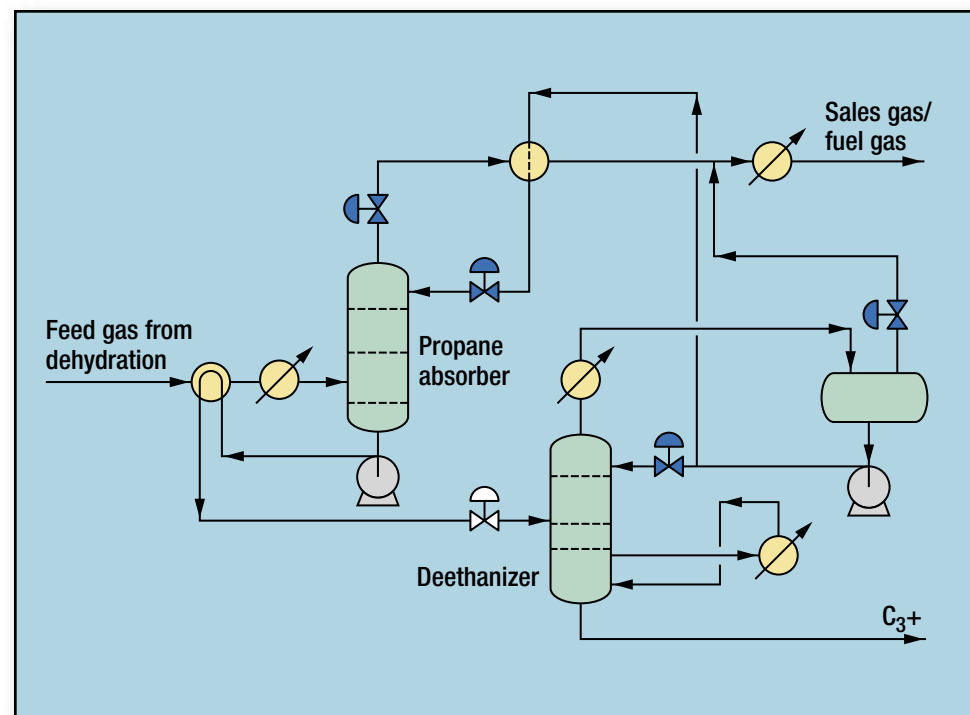 Sales gas/
fuel gas
Feed gas from
dehydration
Propane
absorber
Deethanizer
C₃+